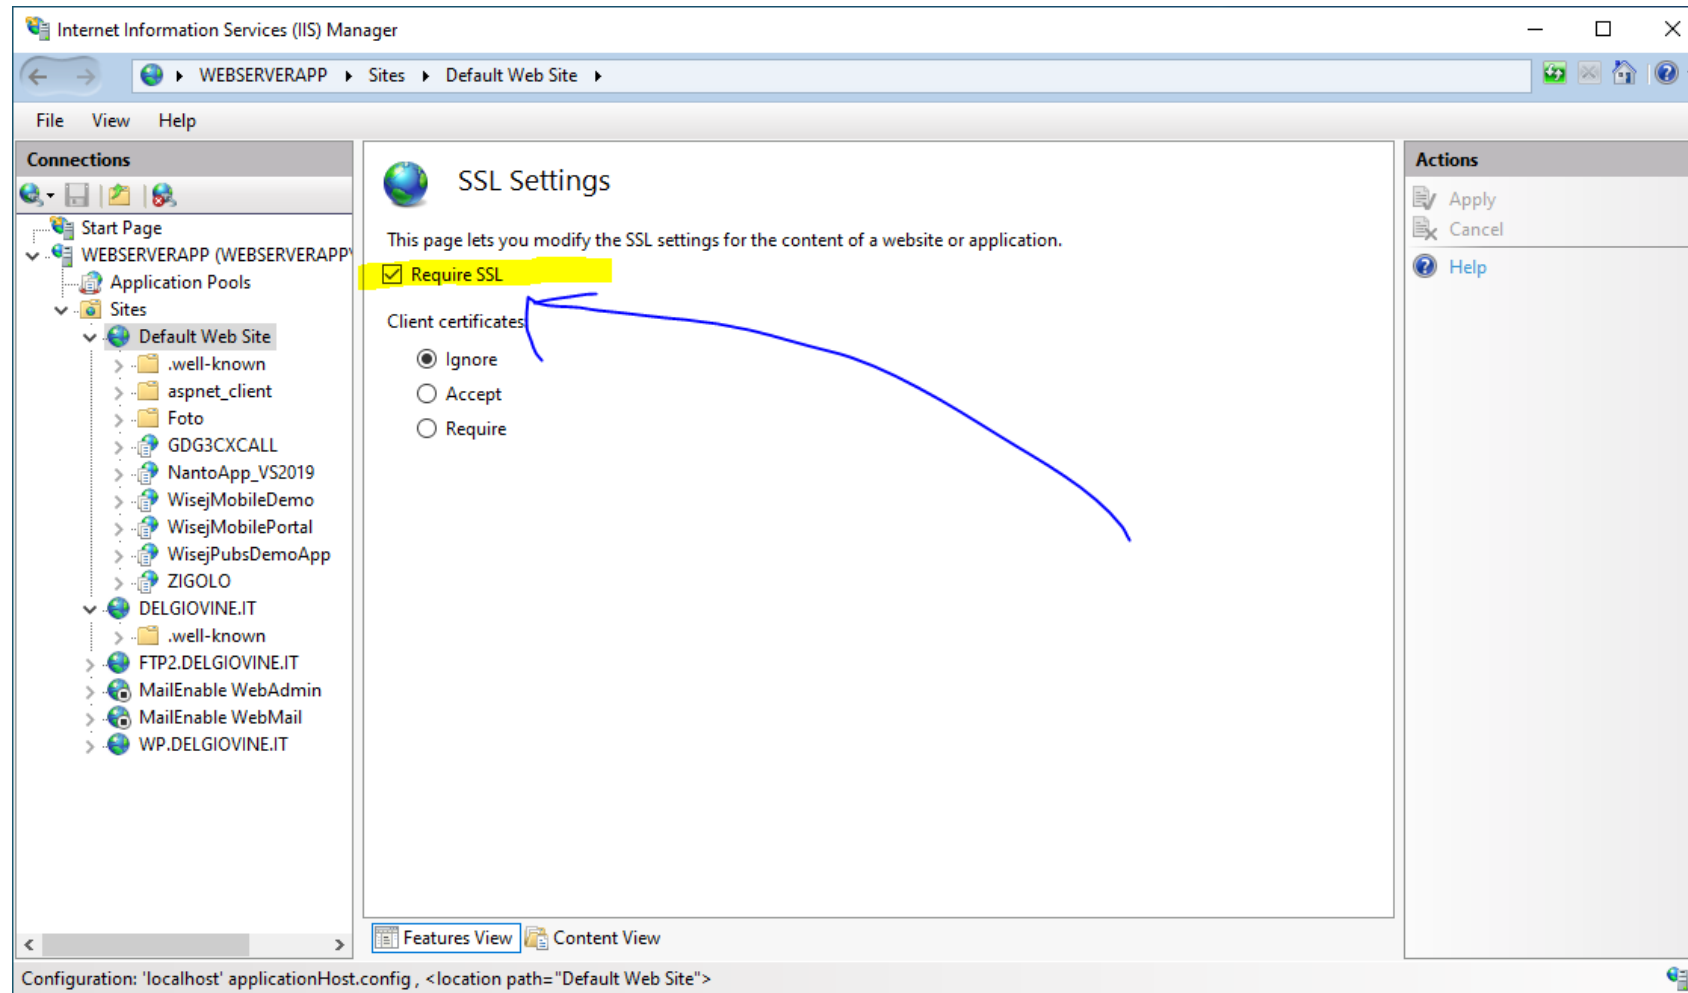 Internet Information Services (IIS) Manager
WEBSERVERAPP Sites Default Web Site
File View Help
Connections
Start Page
WEBSERVERAPP (WEBSERVERAPP\
Application Pools
Sites
Default Web Site
.well-known
aspnet_client
Foto
GDG3CXCALL
NantoApp_VS2019
WisejMobileDemo
WisejMobilePortal
WisejPubsDemoApp
ZIGOLO
DELGIOVINE.IT
.well-known
FTP2.DELGIOVINE.IT
MailEnable WebAdmin
MailEnable WebMail
WP.DELGIOVINE.IT
SSL Settings
This page lets you modify the SSL settings for the content of a website or application.
Require SSL
Client certificates
Ignore
Accept
Require
Features View Content View
Actions
Apply
Cancel
Help
Configuration: 'localhost' applicationHost.config , <location path="Default Web Site">